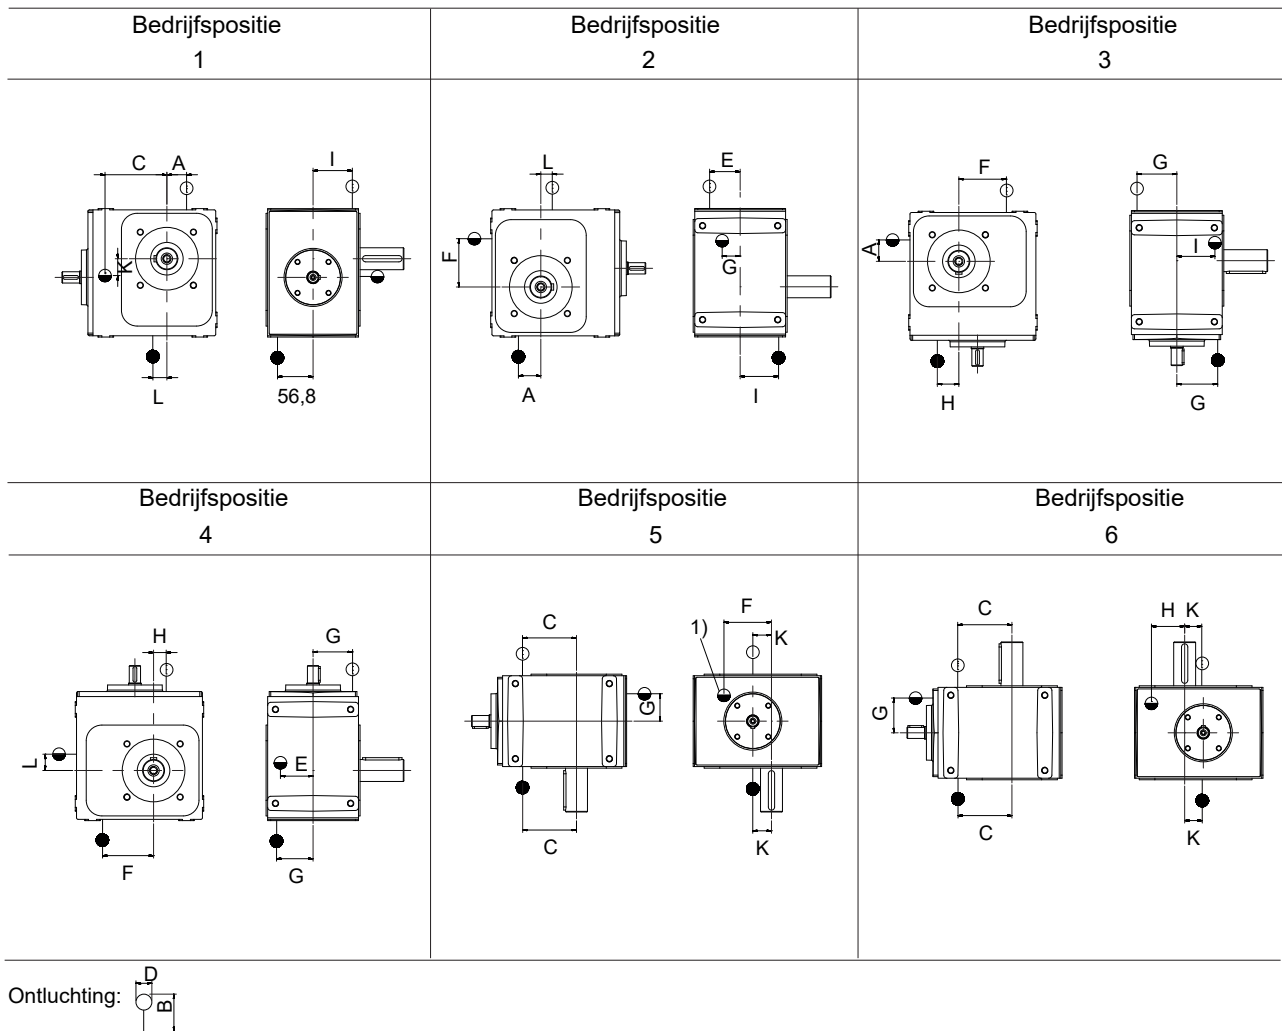 Bedrijfspositie Bedrijfspositie Bedrijfspositie
1 2 3
C A I L E F G
K F G A I
L 56,8 A I H G
Bedrijfspositie Bedrijfspositie Bedrijfspositie
4 5 6
H G C F C H K
1) K
L E G G
F G C K C K
D
Ontluchting: B